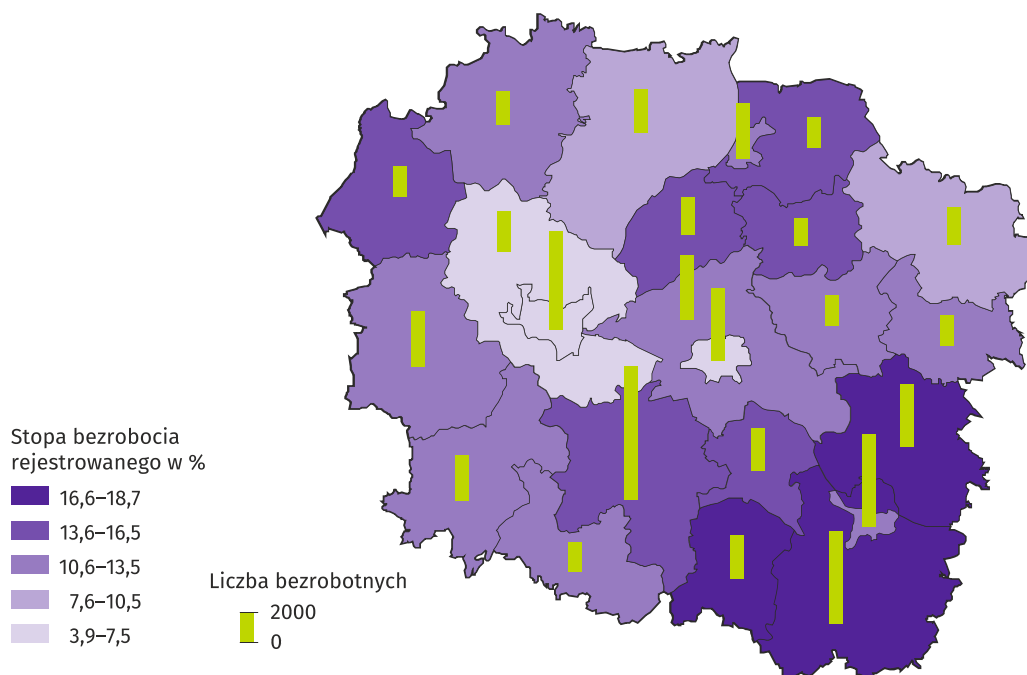 Stopa bezrobocia
rejestrowanego w %
16,6–18,7
13,6–16,5
10,6–13,5
7,6–10,5
3,9–7,5
Liczba bezrobotnych
2000
0